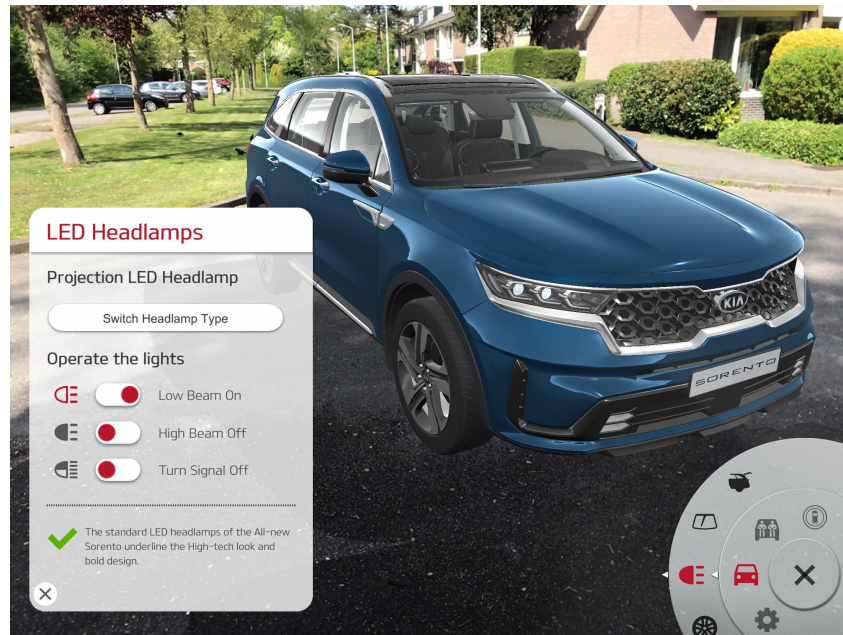 LED Headlamps
Projection LED Headlamp
Switch Headlamp Type
Operate the lights
Low Beam On
High Beam Off
Turn Signal Off
The standard LED headlamps of the All-new
Sorento underline the High-tech look and
bold design.
KIA
SORENTO